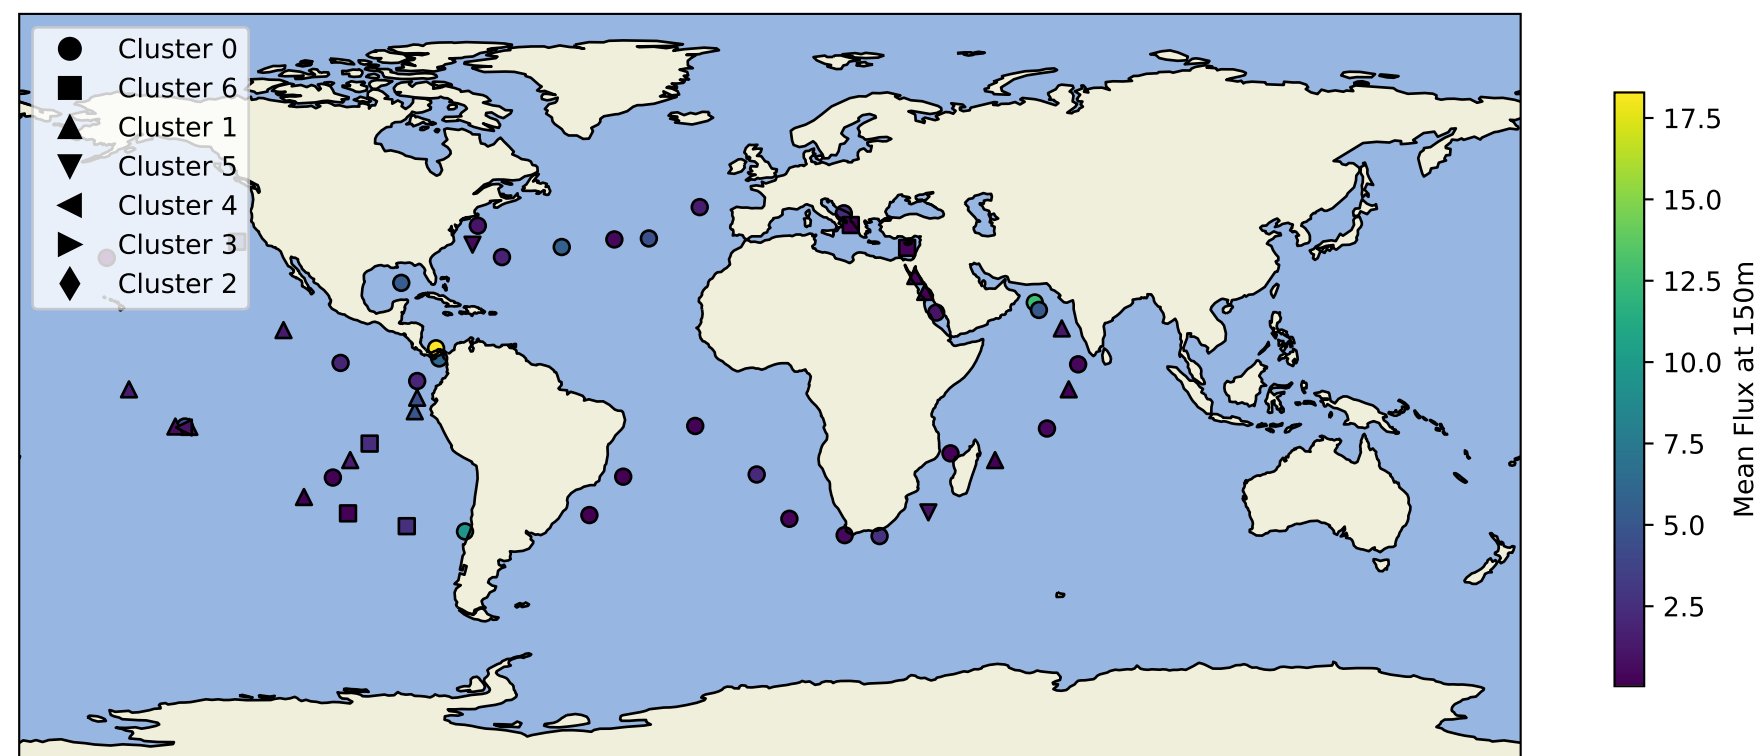 Cluster 0
Cluster 6
Cluster 1
Cluster 5
Cluster 4
Cluster 3
Cluster 2
17.5
15.0
12.5
10.0
7.5
5.0
2.5
Mean Flux at 150m